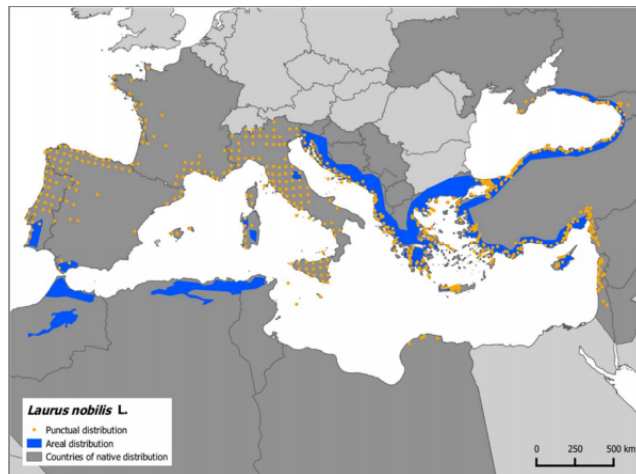 Laurus nobilis L.
Punctual distribution
Areal distribution
Countries of native distribution
0 250 500 km